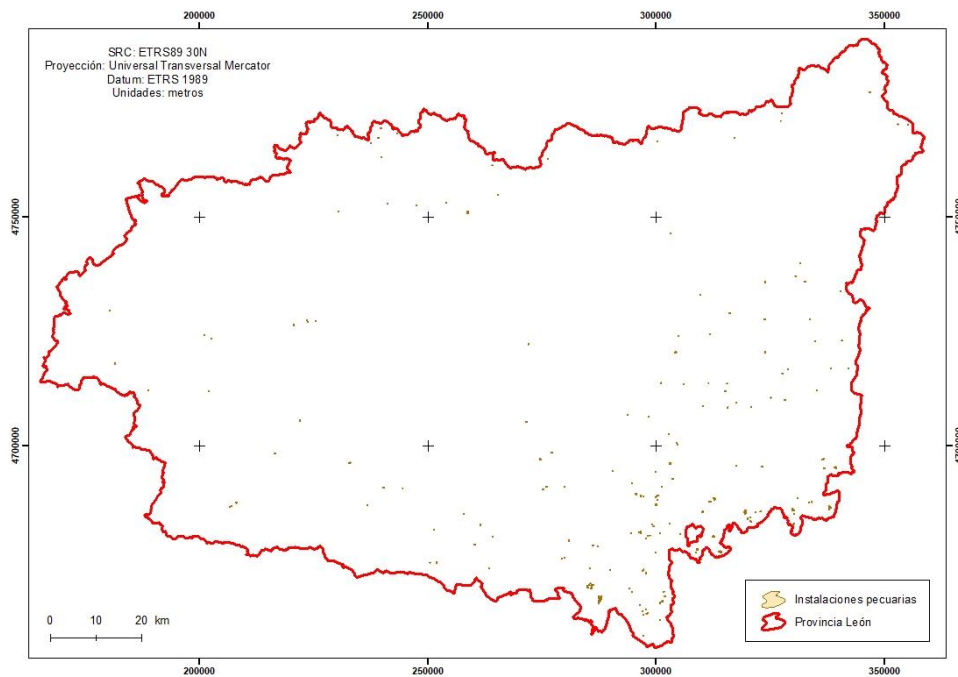 200000 250000 300000 350000
SRC: ETRS89 30N
Proyección: Universal Transversal Mercator
Datum: ETRS 1989
Unidades: metros
4750000 4750000
4700000 4700000
Instalaciones pecuarias
0 10 20 km
Provincia León
200000 250000 300000 350000